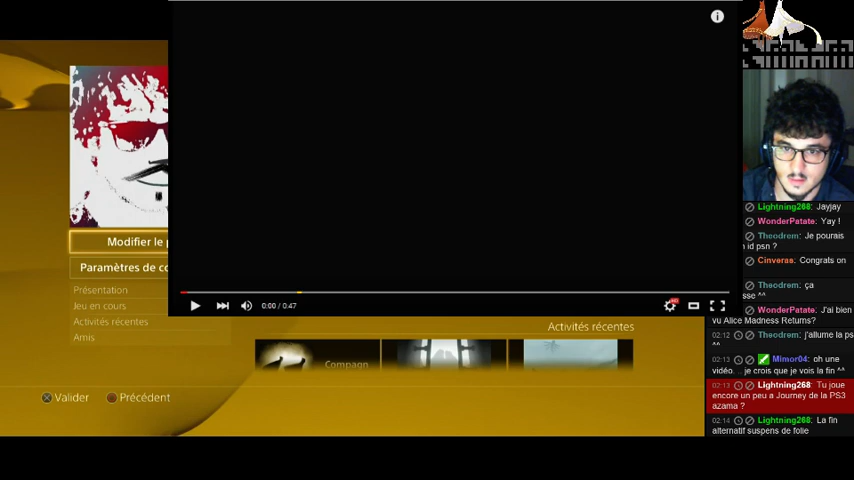 i
Modifier le p
Paramètres de co
Présentation
Jeu en cours
Activités récentes
Amis
0:00 / 0:47
HD
Activités récentes
Compagn
Valider
Précédent
Lightning268: Jayjay
WonderPatate: Yay !
Theodrem: Je pourais
n id psn ?
Cinveras: Congrats on
Theodrem: ça
sse ^^
WonderPatate: J'ai bien
vu Alice Madness Returns?
02:12 Theodrem: j'allume la ps
^^
02:13 Mimor04: oh une
vidéo. .. je crois que je vois la fin ^^
02:13 Lightning268: Tu joue
encore un peu a Journey de la PS3
azama ?
02:14 Lightning268: La fin
alternatif suspens de folie